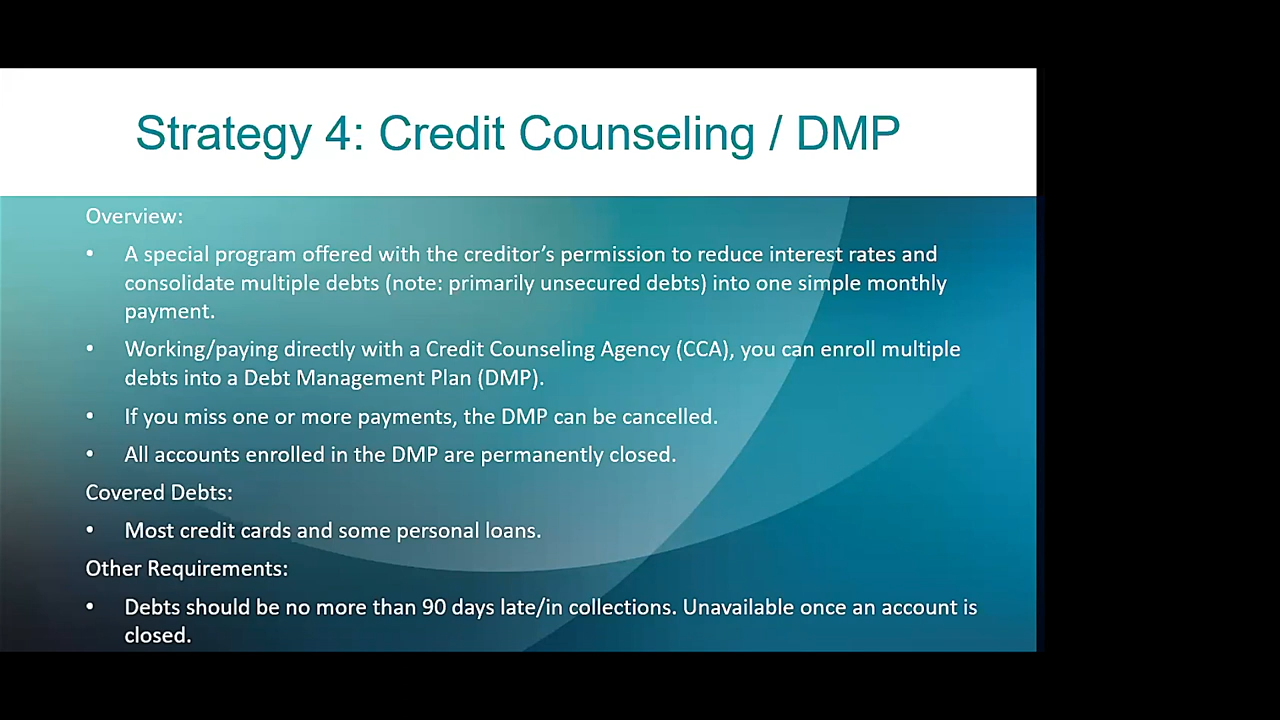 Strategy 4: Credit Counseling / DMP
Overview:
• A special program offered with the creditor’s permission to reduce interest rates and
consolidate multiple debts (note: primarily unsecured debts) into one simple monthly
payment.
• Working/paying directly with a Credit Counseling Agency (CCA), you can enroll multiple
debts into a Debt Management Plan (DMP).
• If you miss one or more payments, the DMP can be cancelled.
• All accounts enrolled in the DMP are permanently closed.
Covered Debts:
• Most credit cards and some personal loans.
Other Requirements:
• Debts should be no more than 90 days late/in collections. Unavailable once an account is
closed.